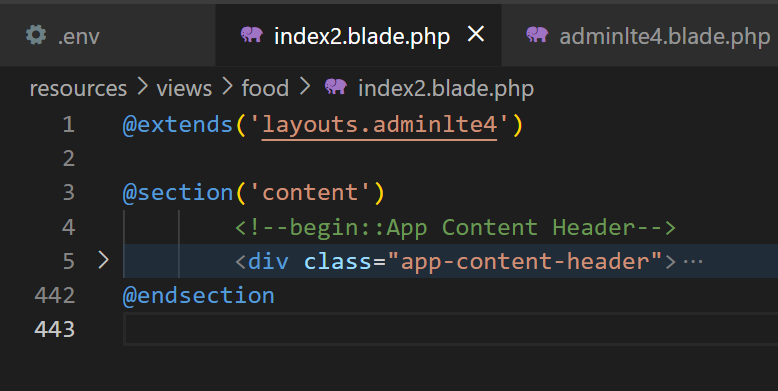 .env index2.blade.php × adminlte4.blade.php
resources > views > food > index2.blade.php
1 @extends('layouts.adminlte4')
2
3 @section('content')
4 <!--begin::App Content Header-->
5 > <div class="app-content-header">⋯
442 @endsection
443